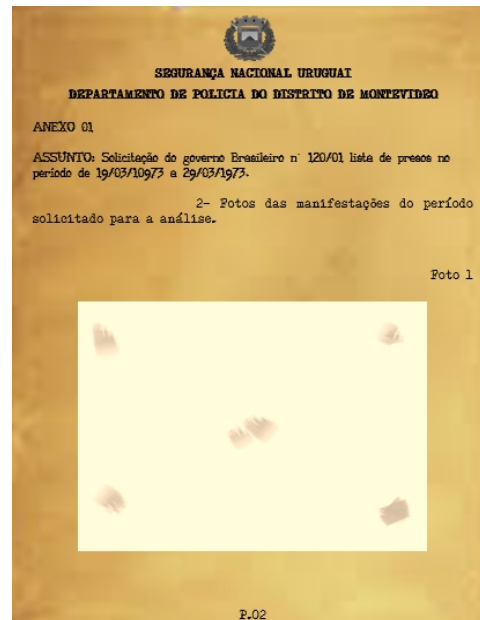 SEGURANÇA NACIONAL URUGUAI
DEPARTAMENTO DE POLICIA DO DISTRITO DE MONTEVIDEO
ANEXO 01
ASSUNTO: Solicitação do governo Brasileiro n° 120/01 lista de presos no
período de 19/03/10973 a 29/03/1973.
2- Fotos das manifestações do período
solicitado para a análise.
Foto 1
P.02